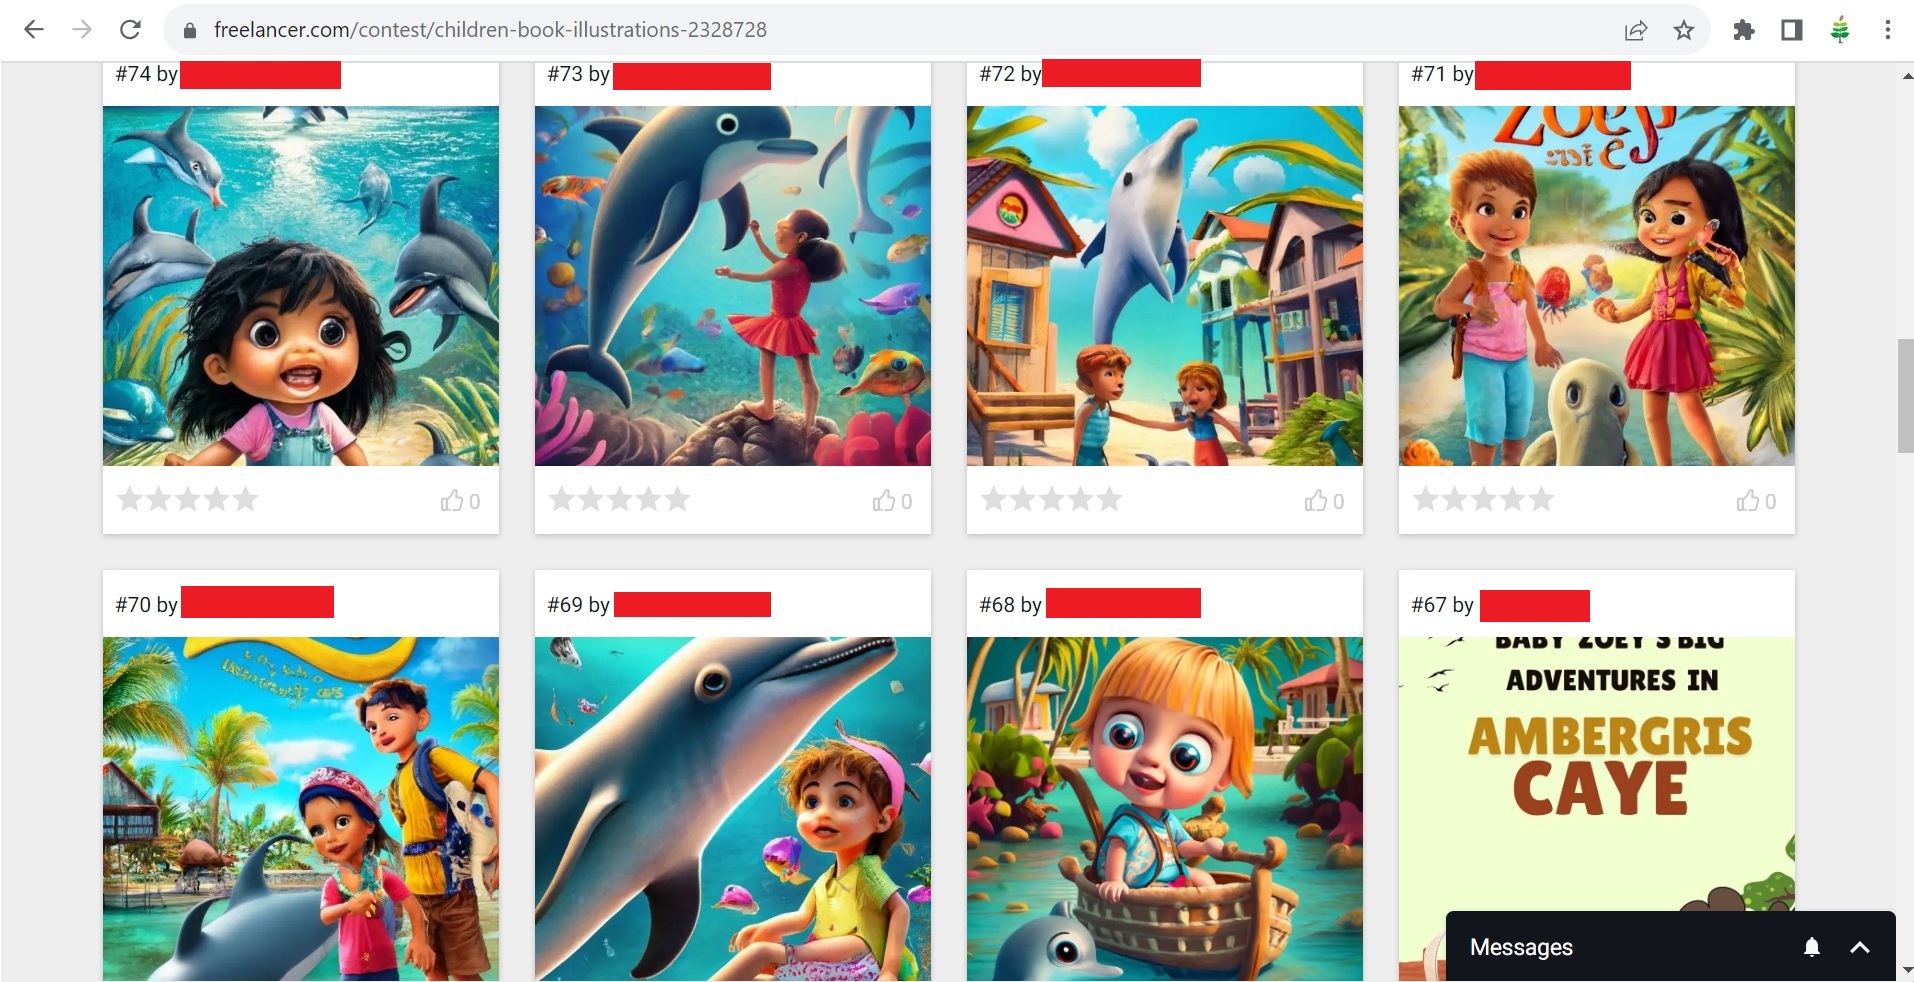 freelancer.com/contest/children-book-illustrations-2328728
#74 by
#73 by
#72 by
#71 by
0
0
0
0
#70 by
#69 by
#68 by
#67 by
BABY ZOEY'S BIG
ADVENTURES IN
AMBERGRIS
CAYE
Messages